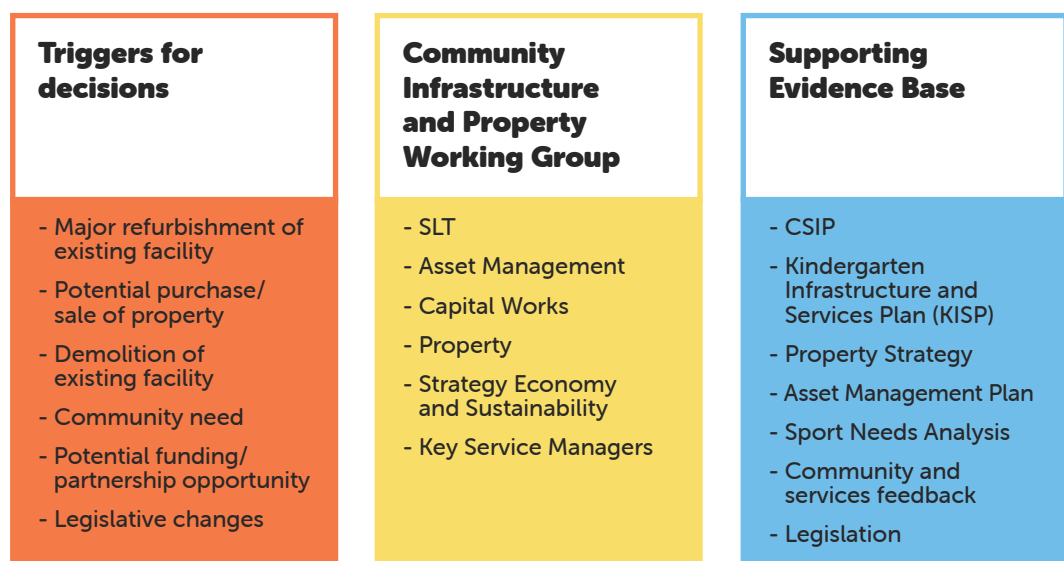 Triggers for
decisions
- Major refurbishment of
existing facility
- Potential purchase/
sale of property
- Demolition of
existing facility
- Community need
- Potential funding/
partnership opportunity
- Legislative changes
Community
Infrastructure
and Property
Working Group
- SLT
- Asset Management
- Capital Works
- Property
- Strategy Economy
and Sustainability
- Key Service Managers
Supporting
Evidence Base
- CSIP
- Kindergarten
Infrastructure and
Services Plan (KISP)
- Property Strategy
- Asset Management Plan
- Sport Needs Analysis
- Community and
services feedback
- Legislation